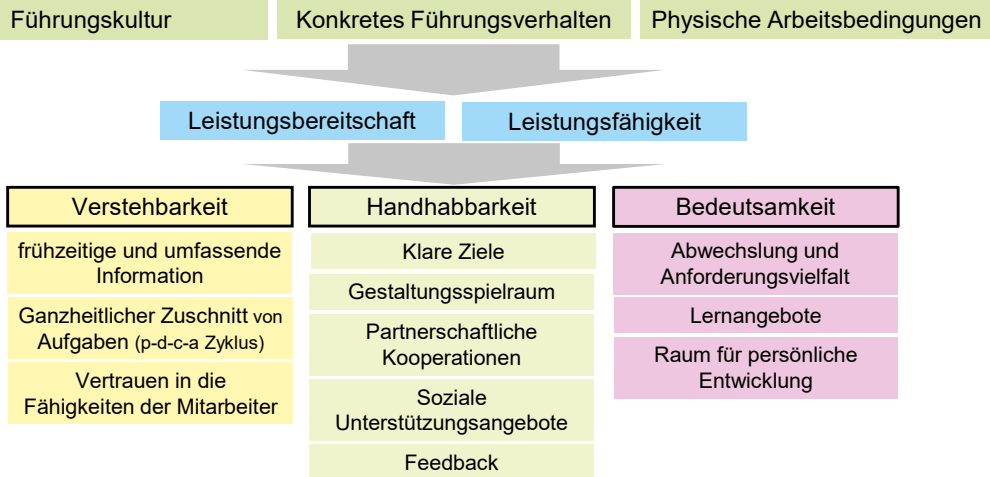 Führungskultur
Konkretes Führungsverhalten
Physische Arbeitsbedingungen
Leistungsbereitschaft
Leistungsfähigkeit
Verstehbarkeit
frühzeitige und umfassende
Information
Ganzheitlicher Zuschnitt von
Aufgaben (p-d-c-a Zyklus)
Vertrauen in die
Fähigkeiten der Mitarbeiter
Handhabbarkeit
Klare Ziele
Gestaltungsspielraum
Partnerschaftliche
Kooperationen
Soziale
Unterstützungsangebote
Feedback
Bedeutsamkeit
Abwechslung und
Anforderungsvielfalt
Lernangebote
Raum für persönliche
Entwicklung